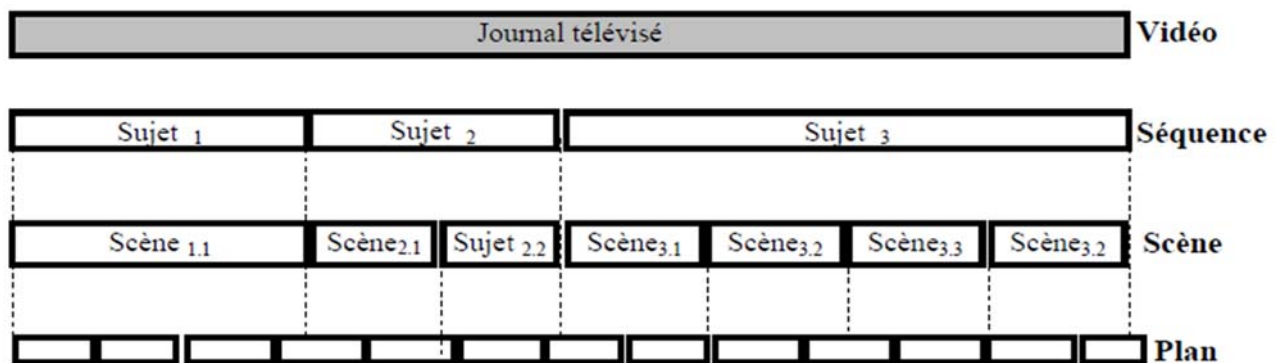 Journal télévisé Vidéo
Sujet 1 Sujet 2 Sujet 3 Séquence
Scène 1.1 Scène2.1 Sujet 2.2 Scène3.1 Scène3.2 Scène3.3 Scène3.2 Scène
Plan